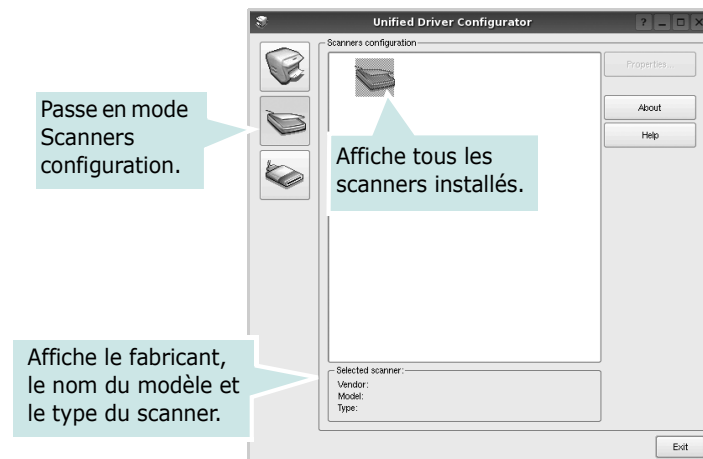 Unified Driver Configurator
Scanners configuration
Properties...
About
Help
Passe en mode
Scanners
configuration.
Affiche tous les
scanners installés.
Affiche le fabricant,
le nom du modèle et
le type du scanner.
Selected scanner:
Vendor:
Model:
Type:
Exit